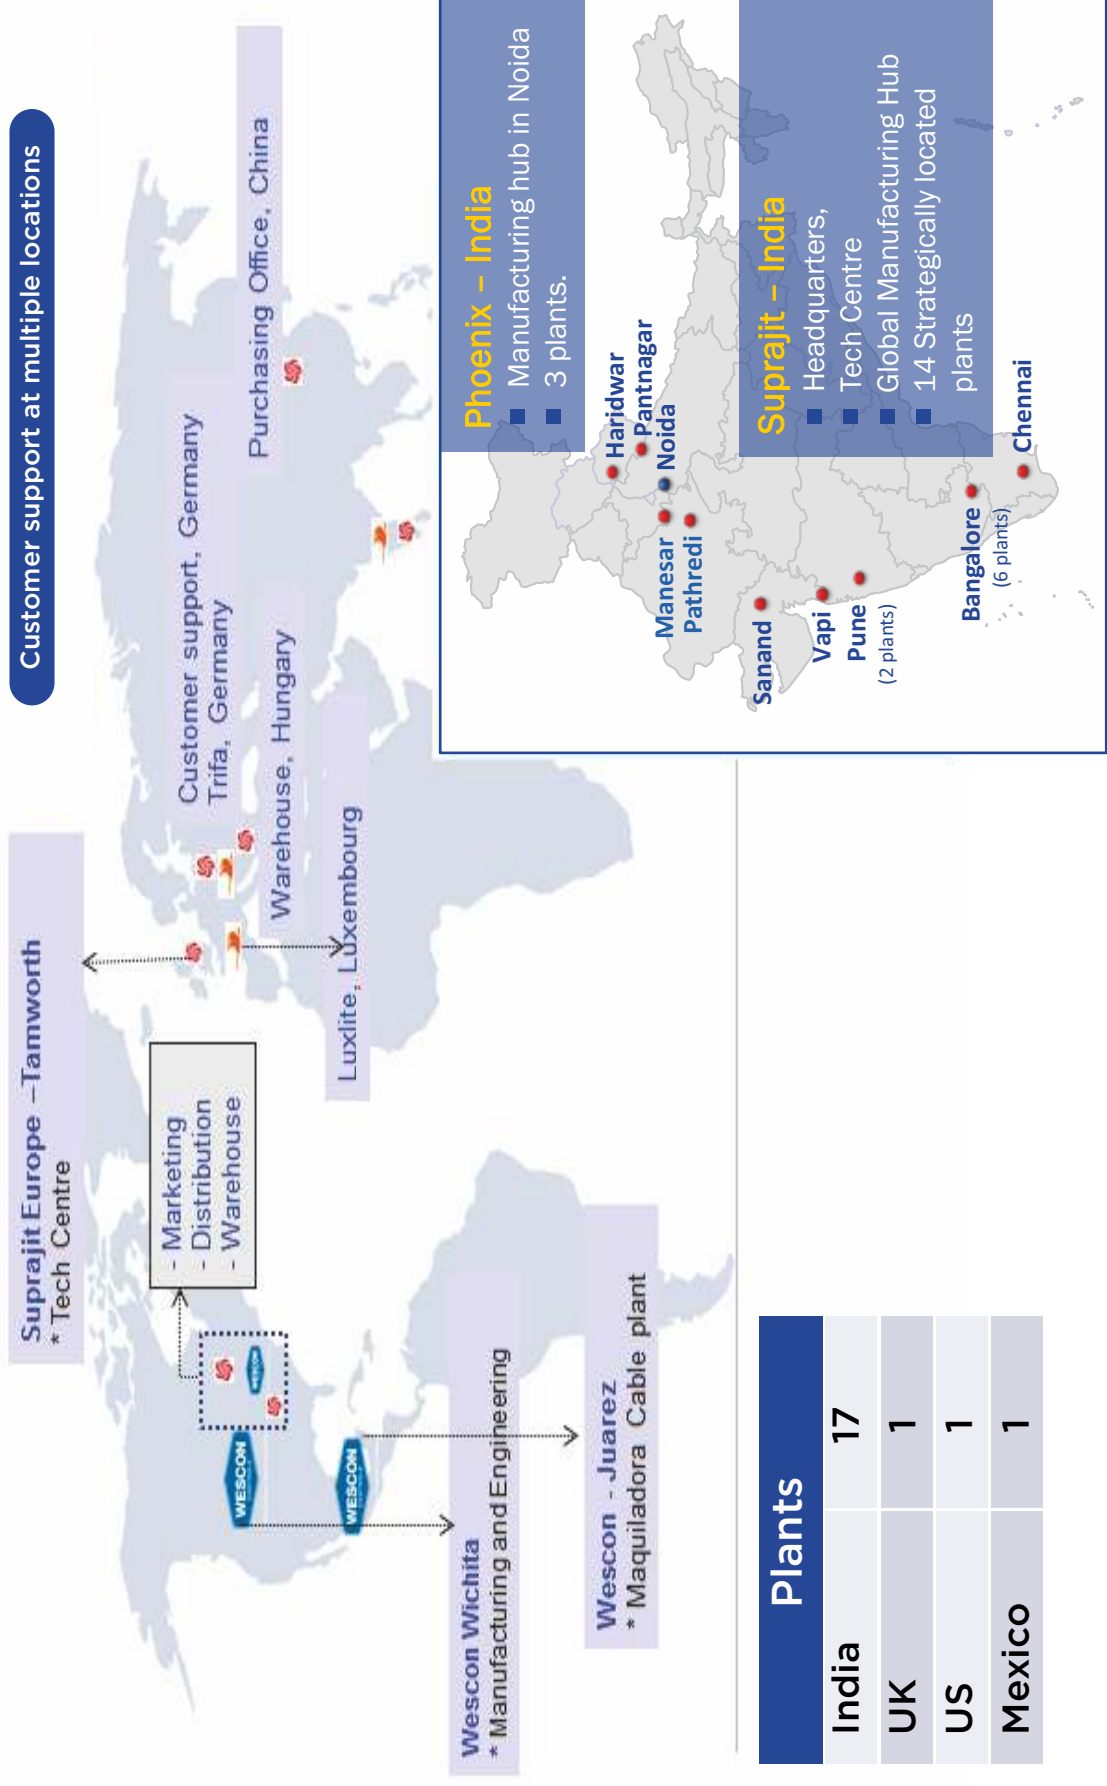 Customer support at multiple locations
Suprajit Europe –Tamworth
* Tech Centre
- Marketing
- Distribution
- Warehouse
Customer support, Germany
Trifa, Germany
Purchasing Office, China
Warehouse, Hungary
Luxlite, Luxembourg
WESCON
WESCON
WESCON
Wescon Wichita
* Manufacturing and Engineering
Wescon - Juarez
* Maquiladora Cable plant
Phoenix – India
Manufacturing hub in Noida
3 plants.
Suprajit – India
Headquarters,
Tech Centre
Global Manufacturing Hub
14 Strategically located
plants
Haridwar
Pantnagar
Noida
Manesar
Pathredi
Sanand
Vapi
Pune
(2 plants)
Bangalore
(6 plants)
Chennai
Plants
India 17
UK 1
US 1
Mexico 1